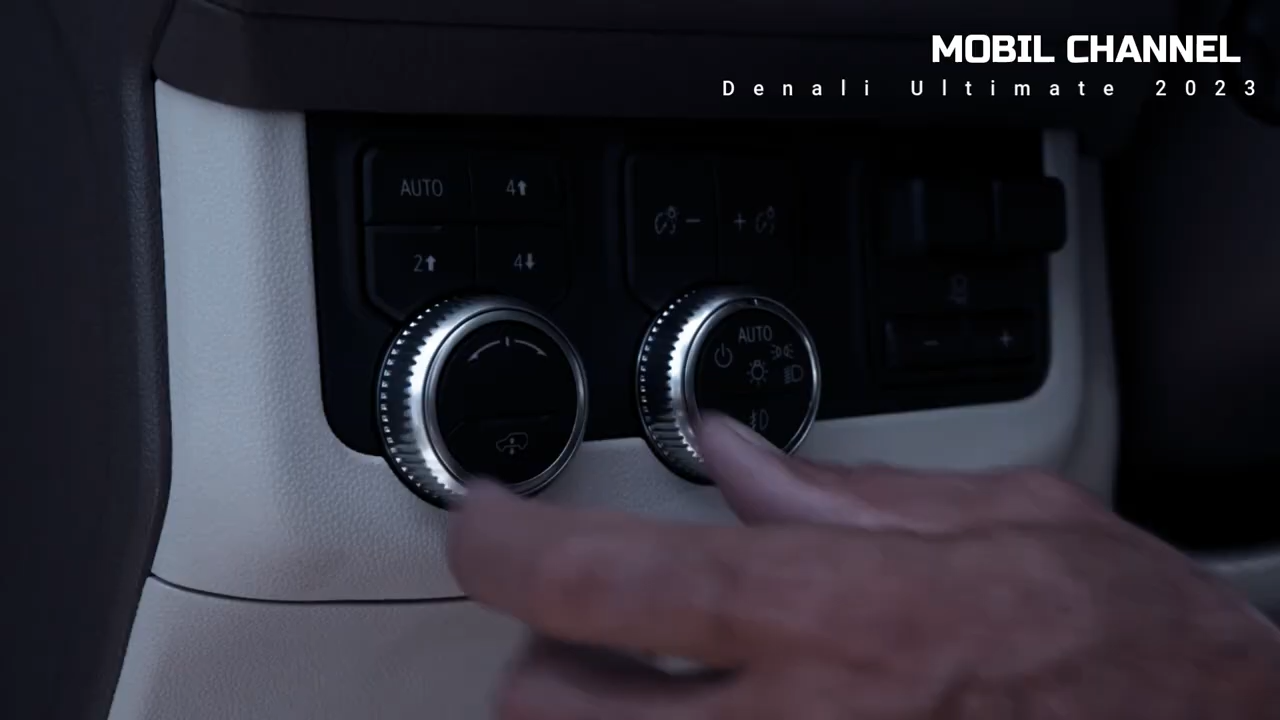 MOBIL CHANNEL
Denali Ultimate 2023
AUTO 4⬆
2⬆ 4⬇
− +
AUTO
− +